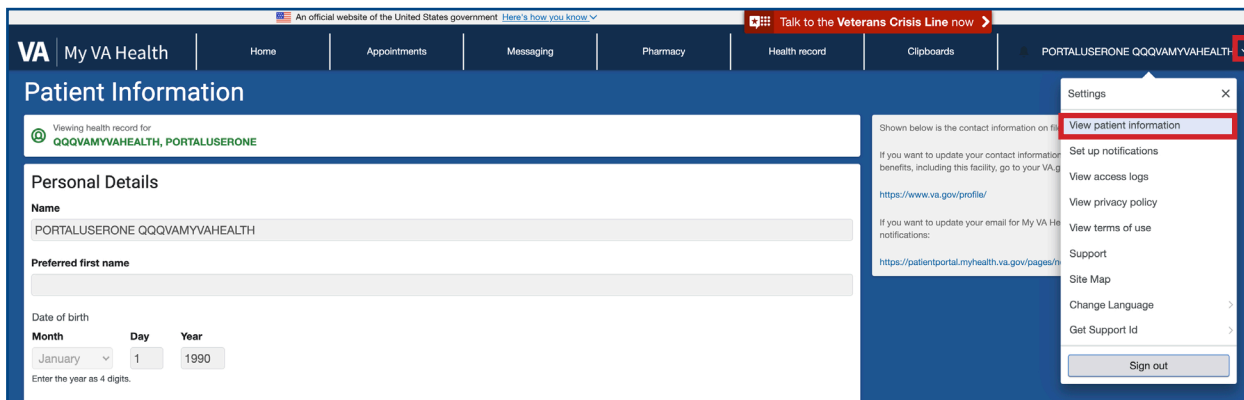 An official website of the United States government Here's how you know
Talk to the Veterans Crisis Line now
VA My VA Health
Home
Appointments
Messaging
Pharmacy
Health record
Clipboards
PORTALUSERONE QQQVAMYVAHEALTH
Patient Information
Viewing health record for
QQQVAMYVAHEALTH, PORTALUSERONE
Personal Details
Name
PORTALUSERONE QQQVAMYVAHEALTH
Preferred first name
Date of birth
Month Day Year
January 1 1990
Enter the year as 4 digits.
Shown below is the contact information on
If you want to update your contact information
benefits, including this facility, go to your
https://www.va.gov/profile/
If you want to update your email for My VA
notifications:
https://patientportal.myhealth.va.gov/pages/
Settings
View patient information
Set up notifications
View access logs
View privacy policy
View terms of use
Support
Site Map
Change Language
Get Support Id
Sign out